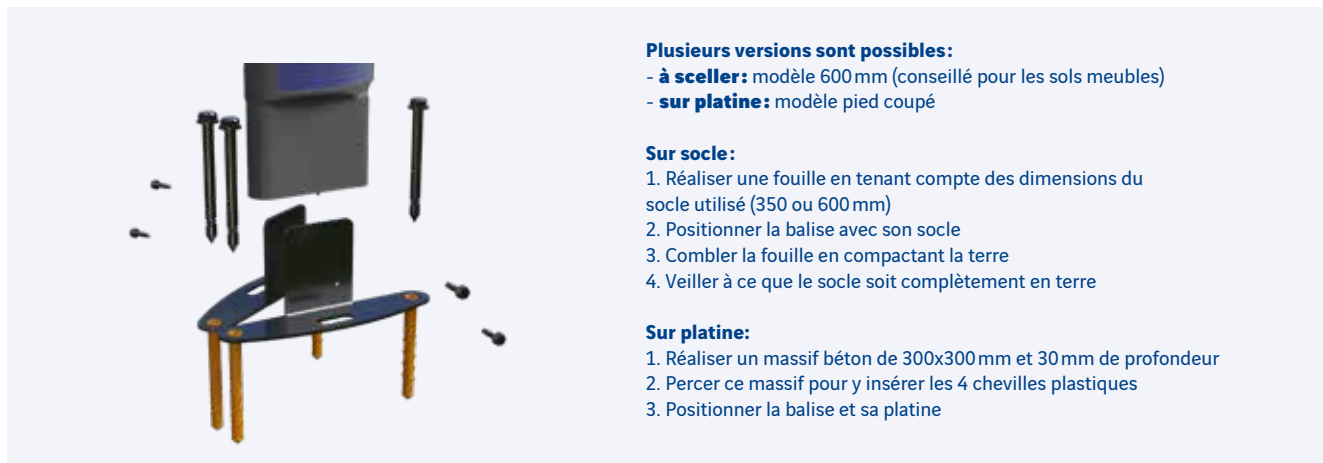 Plusieurs versions sont possibles:
- à sceller: modèle 600 mm (conseillé pour les sols meubles)
- sur platine: modèle pied coupé
Sur socle:
1. Réaliser une fouille en tenant compte des dimensions du
socle utilisé (350 ou 600 mm)
2. Positionner la balise avec son socle
3. Combler la fouille en compactant la terre
4. Veiller à ce que le socle soit complètement en terre
Sur platine:
1. Réaliser un massif béton de 300x300 mm et 30 mm de profondeur
2. Percer ce massif pour y insérer les 4 chevilles plastiques
3. Positionner la balise et sa platine